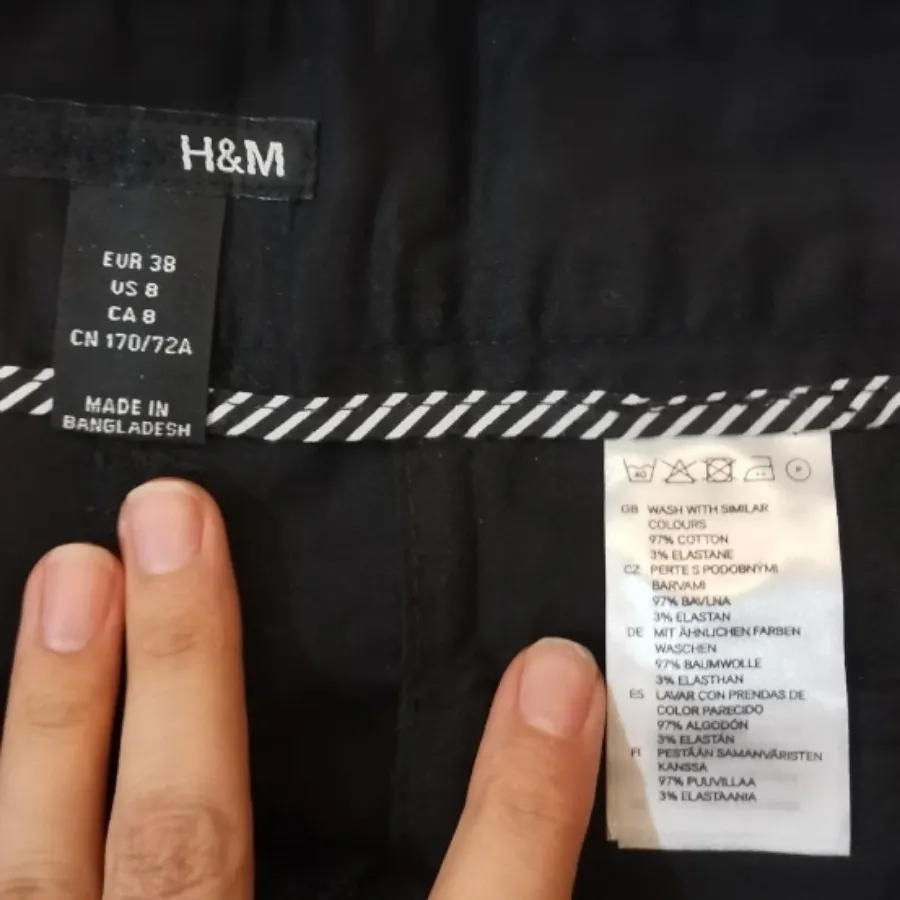 H&M
EUR 38
US 8
CA 8
CN 170/72A
MADE IN
BANGLADESH
40
P
GB WASH WITH SIMILAR
COLOURS
97% COTTON
3% ELASTANE
CZ PERTE S PODOBNÝMI
BARVAMI
97% BAVLNA
3% ELASTAN
DE MIT ÄHNLICHEN FARBEN
WASCHEN
97% BAUMWOLLE
3% ELASTHAN
ES LAVAR CON PRENDAS DE
COLOR PARECIDO
97% ALGODÓN
3% ELASTÁN
FI PESTÄÄN SAMANVÄRISTEN
KANSSA
97% PUUVILLAA
3% ELASTAANIA